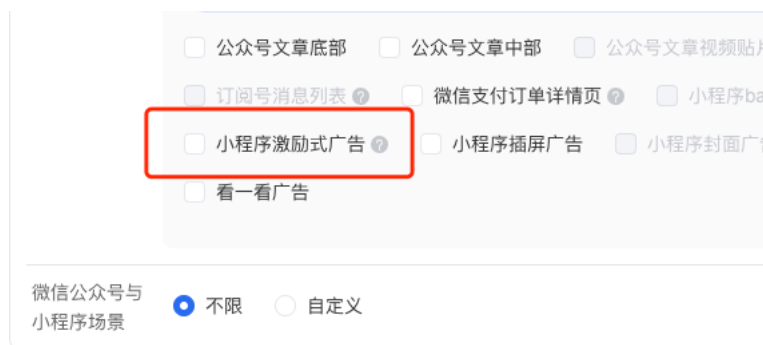 公众号文章底部 公众号文章中部 公众号文章视频贴
订阅号消息列表 微信支付订单详情页 小程序ba
小程序激励式广告 小程序插屏广告 小程序封面广
看一看广告
微信公众号与
小程序场景
不限 自定义